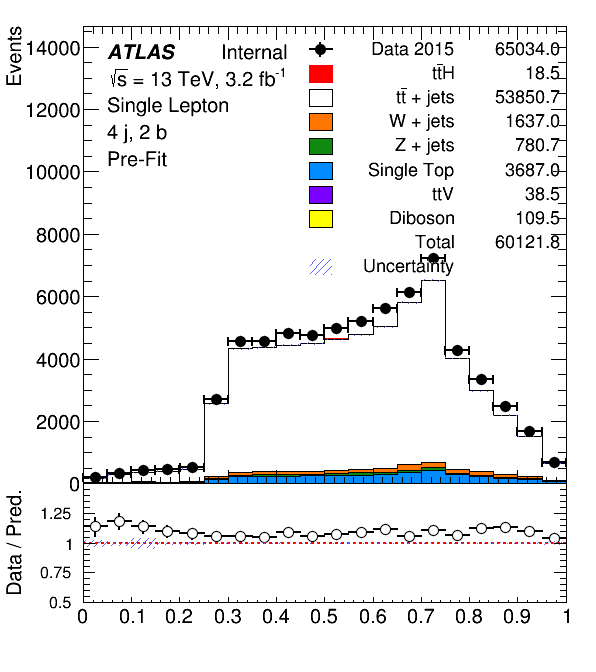 Events
14000
12000
10000
8000
6000
4000
2000
0
ATLAS Internal
√s = 13 TeV, 3.2 fb⁻¹
Single Lepton
4 j, 2 b
Pre-Fit
Data 2015 65034.0
tt̄H 18.5
tt̄ + jets 53850.7
W + jets 1637.0
Z + jets 780.7
Single Top 3687.0
ttV 38.5
Diboson 109.5
Total 60121.8
Uncertainty
Data / Pred.
1.25
1
0.75
0.5
0 0.1 0.2 0.3 0.4 0.5 0.6 0.7 0.8 0.9 1